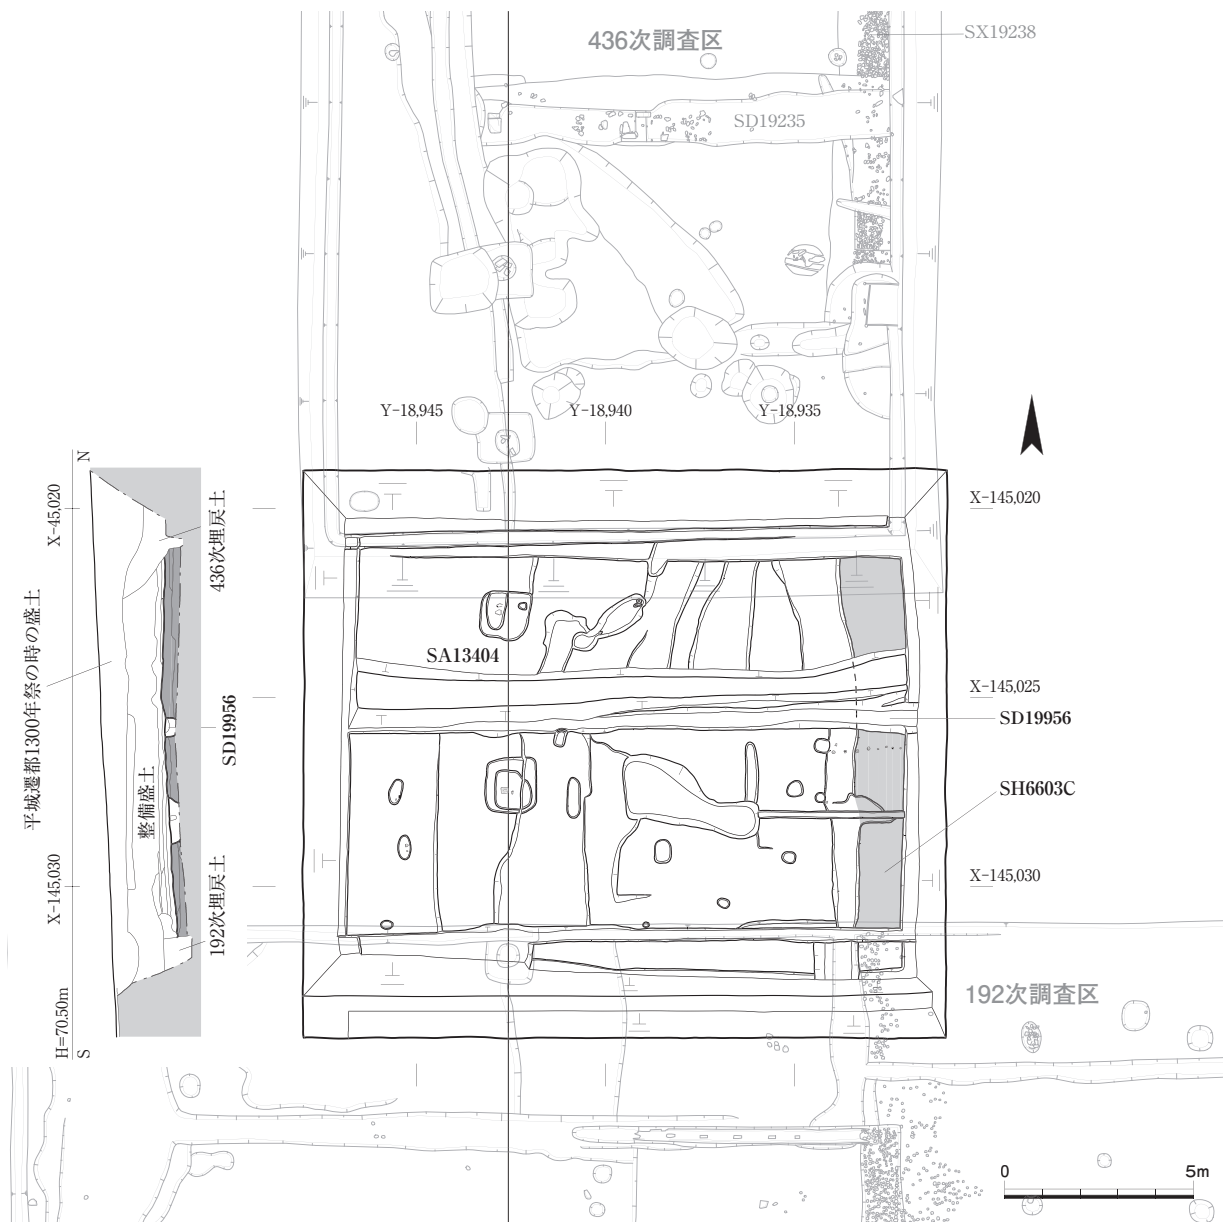 436次調査区
SX19238
SD19235
Y-18,945
Y-18,940
Y-18,935
N
X-45,020
436次埋戻土
平城遷都1300年祭の時の盛土
SD19956
整備盛土
X-145,030
192次埋戻土
H=70.50m
S
X-145,020
SA13404
X-145,025
SD19956
SH6603C
X-145,030
192次調査区
0 5m